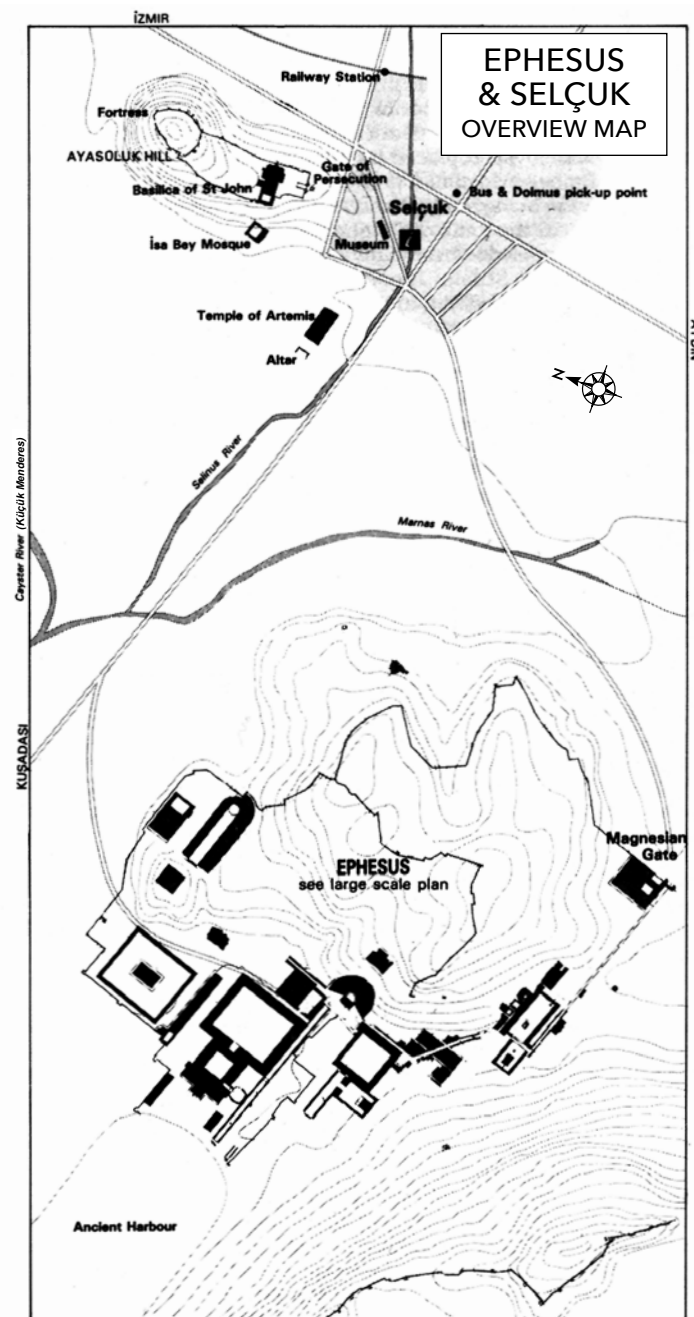 İZMIR
EPHESUS
& SELÇUK
OVERVIEW MAP
Railway Station
Fortress
AYASOLUK HILL
Gate of
Persecution
Basilica of St John
Bus & Dolmus pick-up point
Selçuk
İsa Bey Mosque
Museum
i
Temple of Artemis
Altar
AYDIN
N
Selinus River
Cayster River (Küçük Menderes)
Marnas River
KUŞADASI
Magnesian
Gate
EPHESUS
see large scale plan
Ancient Harbour